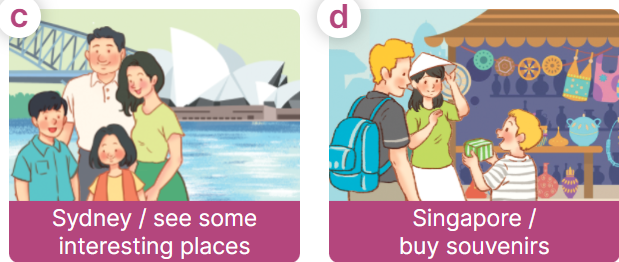 c
Sydney / see some
interesting places
d
Singapore /
buy souvenirs